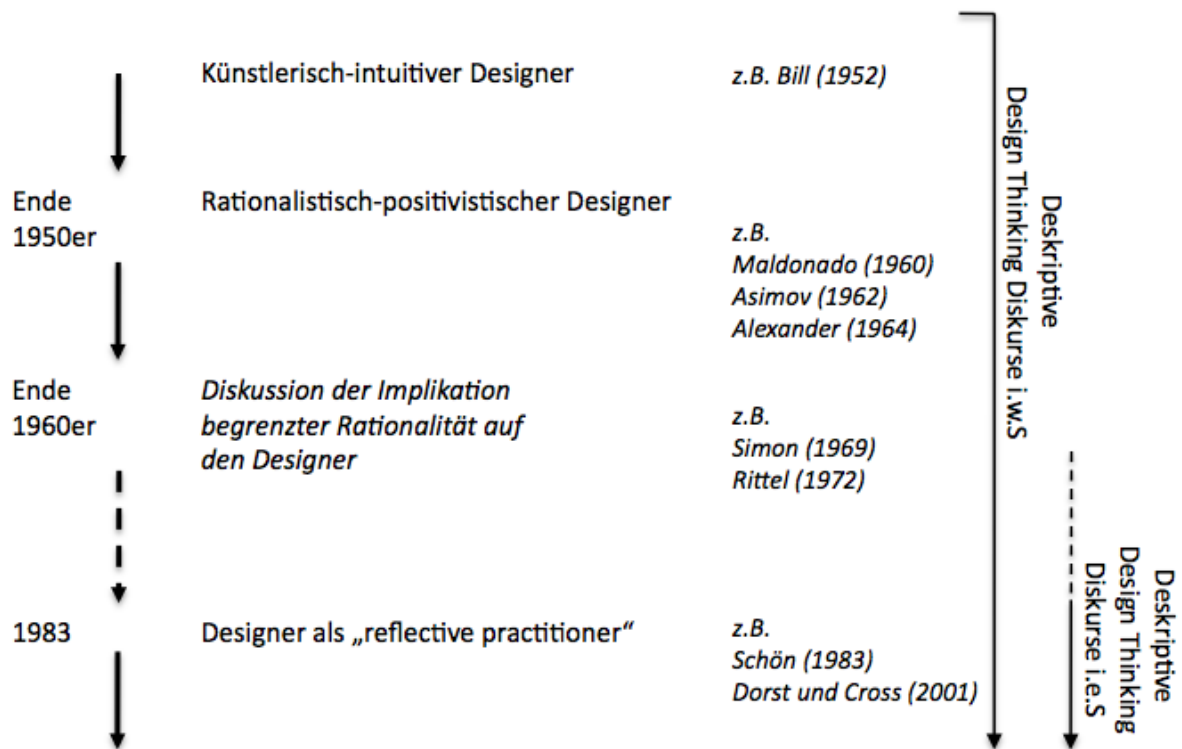 Künstlerisch-intuitiver Designer
z.B. Bill (1952)
Ende
1950er
Rationalistisch-positivistischer Designer
z.B.
Maldonado (1960)
Asimov (1962)
Alexander (1964)
Ende
1960er
Diskussion der Implikation
begrenzter Rationalität auf
den Designer
z.B.
Simon (1969)
Rittel (1972)
1983
Designer als „reflective practitioner“
z.B.
Schön (1983)
Dorst und Cross (2001)
Deskriptive
Design Thinking Diskurse i.w.S
Deskriptive
Design Thinking
Diskurse i.e.S